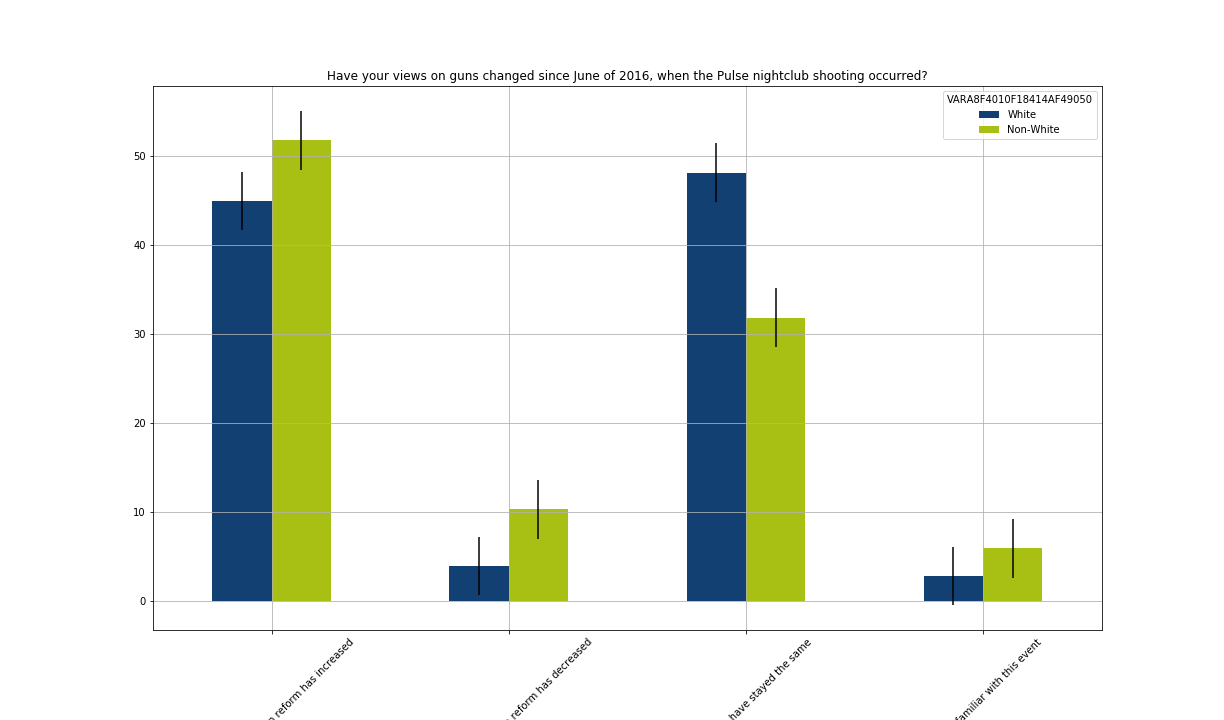 Have your views on guns changed since June of 2016, when the Pulse nightclub shooting occurred?
VARA8F4010F18414AF49050
White
Non-White
50
40
30
20
10
0
reform has increased
reform has decreased
have stayed the same
familiar with this event